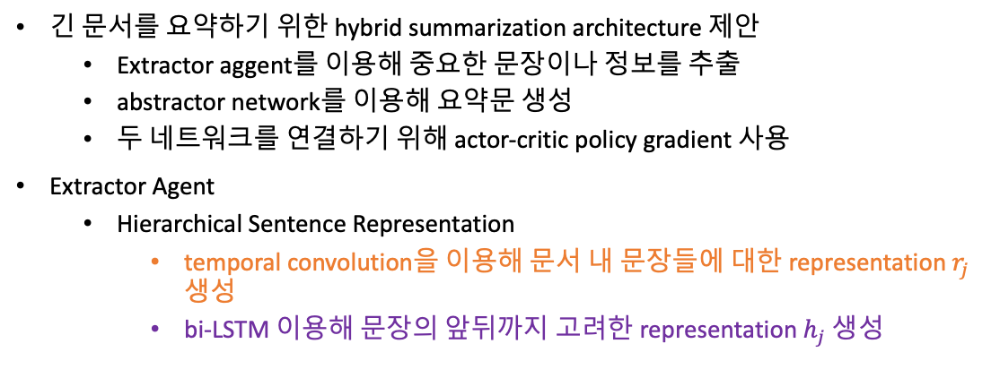 • 긴 문서를 요약하기 위한 hybrid summarization architecture 제안
• Extractor aggent를 이용해 중요한 문장이나 정보를 추출
• abstractor network를 이용해 요약문 생성
• 두 네트워크를 연결하기 위해 actor-critic policy gradient 사용
• Extractor Agent
• Hierarchical Sentence Representation
• temporal convolution을 이용해 문서 내 문장들에 대한 representation r_j
생성
• bi-LSTM 이용해 문장의 앞뒤까지 고려한 representation h_j 생성